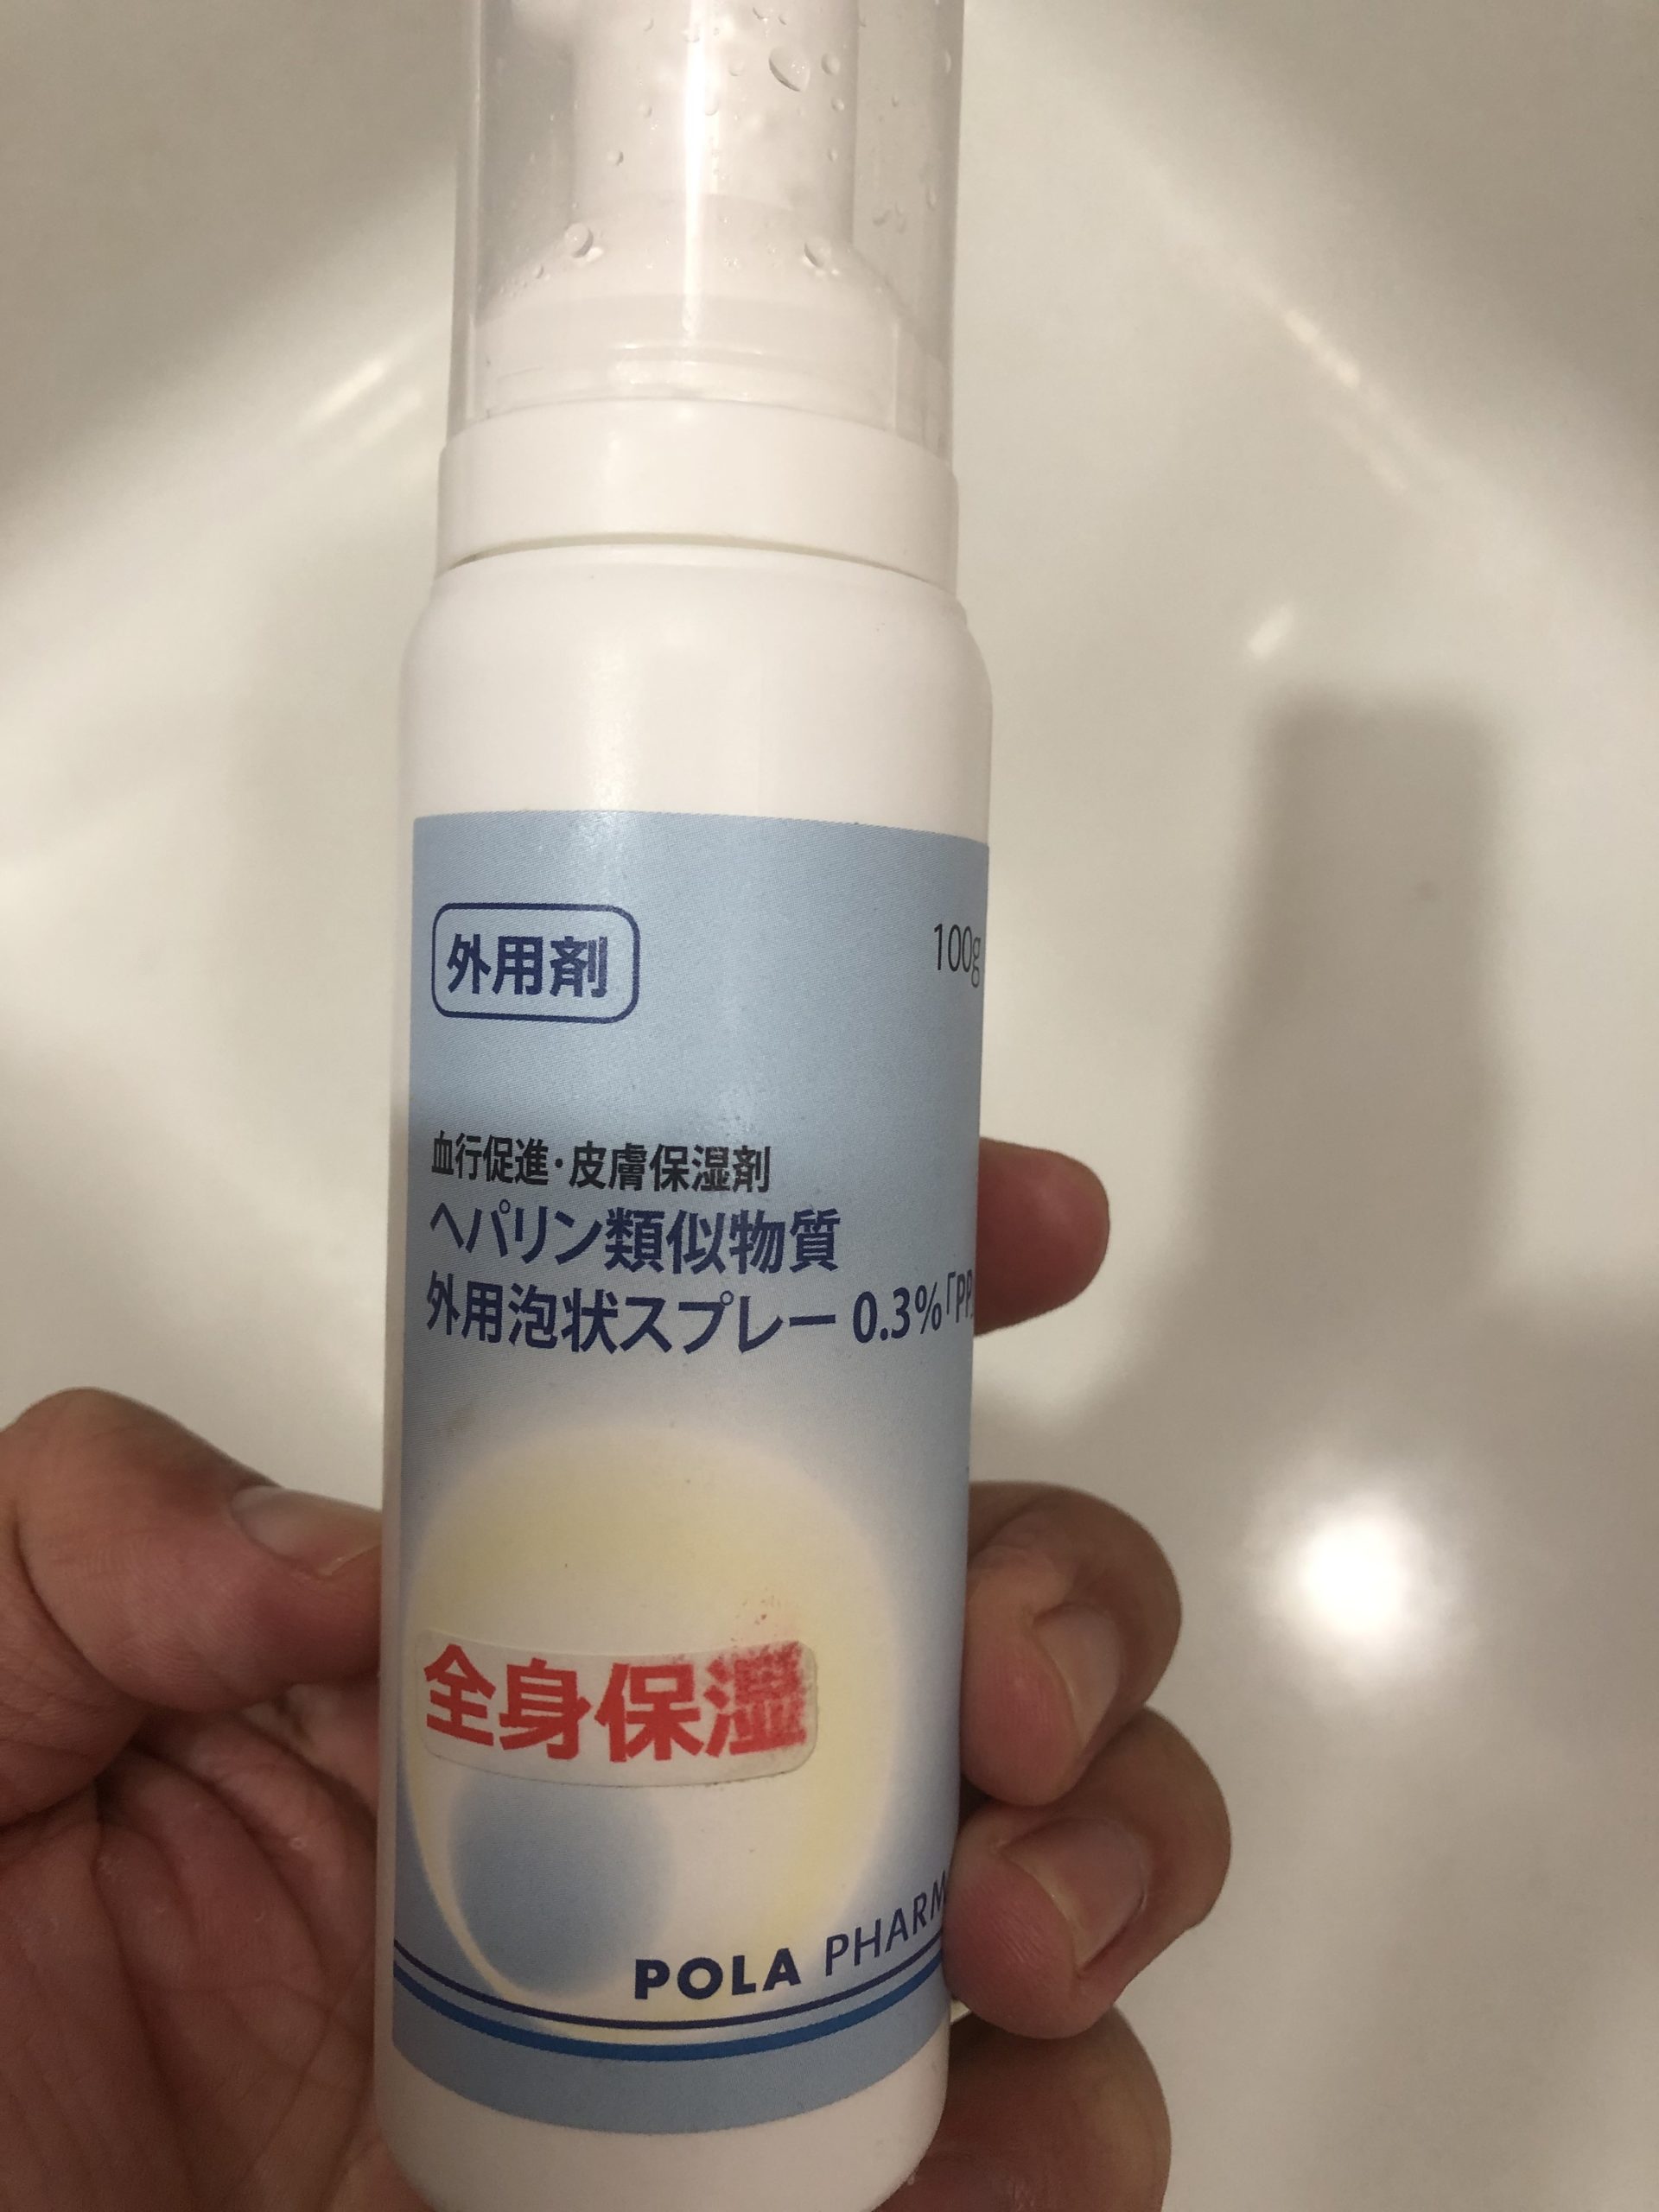 外用剤
100g
血行促進・皮膚保湿剤
ヘパリン類似物質
外用泡状スプレー 0.3%「PP」
全身保湿
POLA PHARM